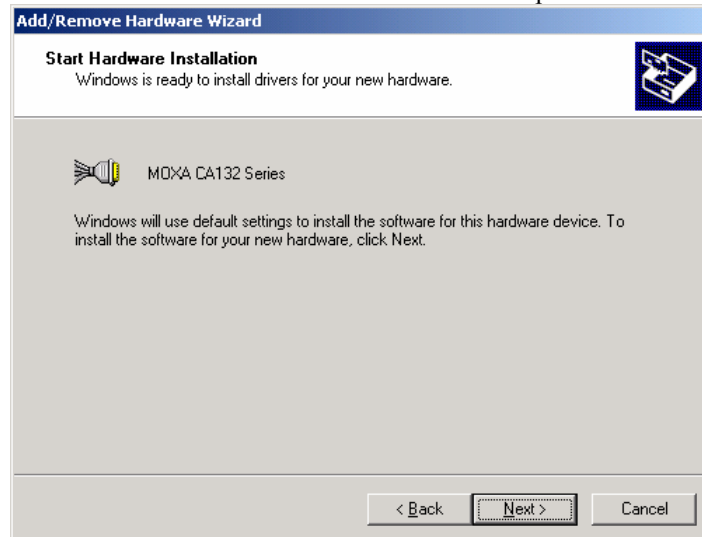 Add/Remove Hardware Wizard
Start Hardware Installation
Windows is ready to install drivers for your new hardware.
MOXA CA132 Series
Windows will use default settings to install the software for this hardware device. To
install the software for your new hardware, click Next.
< Back Next > Cancel